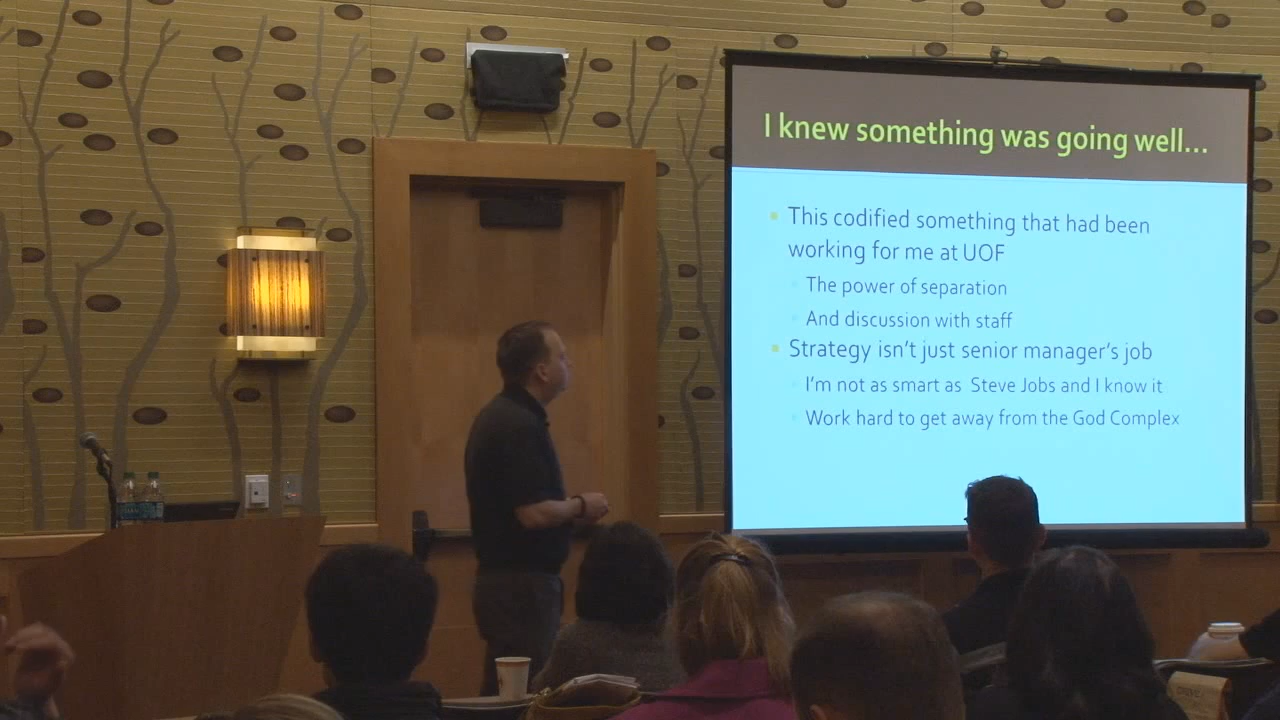 I knew something was going well...
This codified something that had been
working for me at UOF
The power of separation
And discussion with staff
Strategy isn't just senior manager's job
I'm not as smart as Steve Jobs and I know it
Work hard to get away from the God Complex